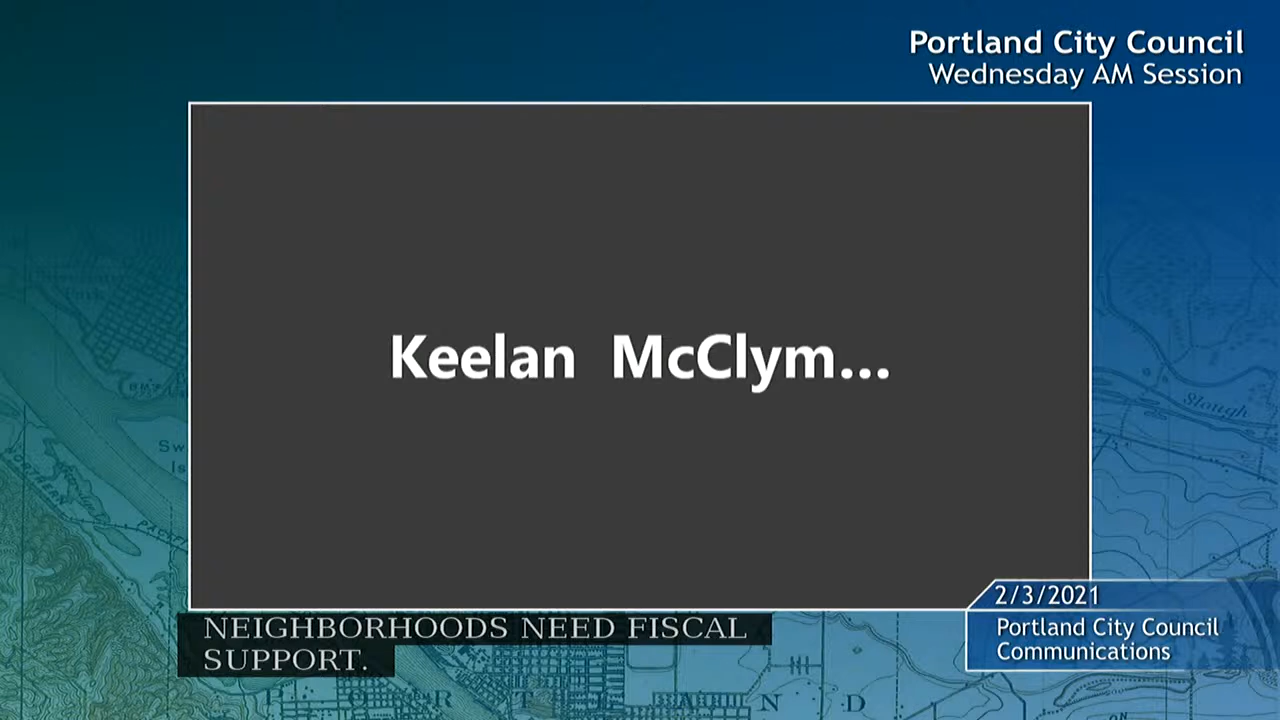 Portland City Council
Wednesday AM Session
Keelan McClym...
Slough
2/3/2021
Portland City Council
Communications
NEIGHBORHOODS NEED FISCAL
SUPPORT.